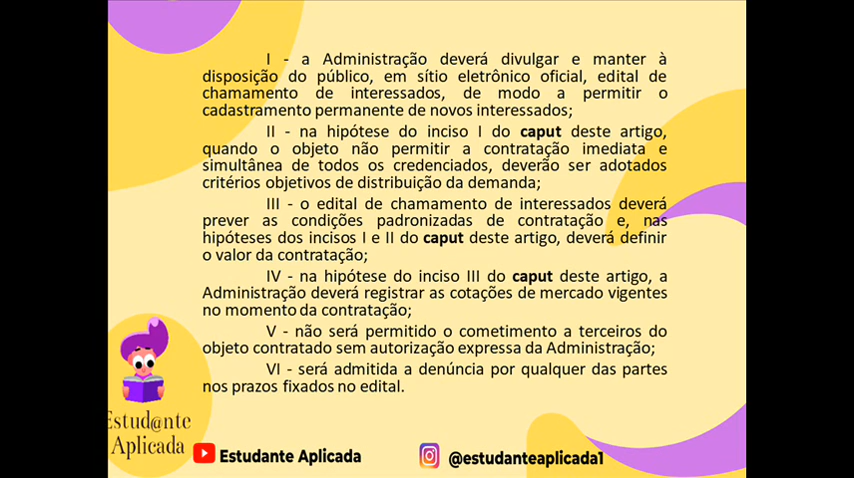 I - a Administração deverá divulgar e manter à
disposição do público, em sítio eletrônico oficial, edital de
chamamento de interessados, de modo a permitir o
cadastramento permanente de novos interessados;
II - na hipótese do inciso I do caput deste artigo,
quando o objeto não permitir a contratação imediata e
simultânea de todos os credenciados, deverão ser adotados
critérios objetivos de distribuição da demanda;
III - o edital de chamamento de interessados deverá
prever as condições padronizadas de contratação e, nas
hipóteses dos incisos I e II do caput deste artigo, deverá definir
o valor da contratação;
IV - na hipótese do inciso III do caput deste artigo, a
Administração deverá registrar as cotações de mercado vigentes
no momento da contratação;
V - não será permitido o cometimento a terceiros do
objeto contratado sem autorização expressa da Administração;
VI - será admitida a denúncia por qualquer das partes
nos prazos fixados no edital.
Estud@nte
Aplicada
Estudante Aplicada
@estudanteaplicada1